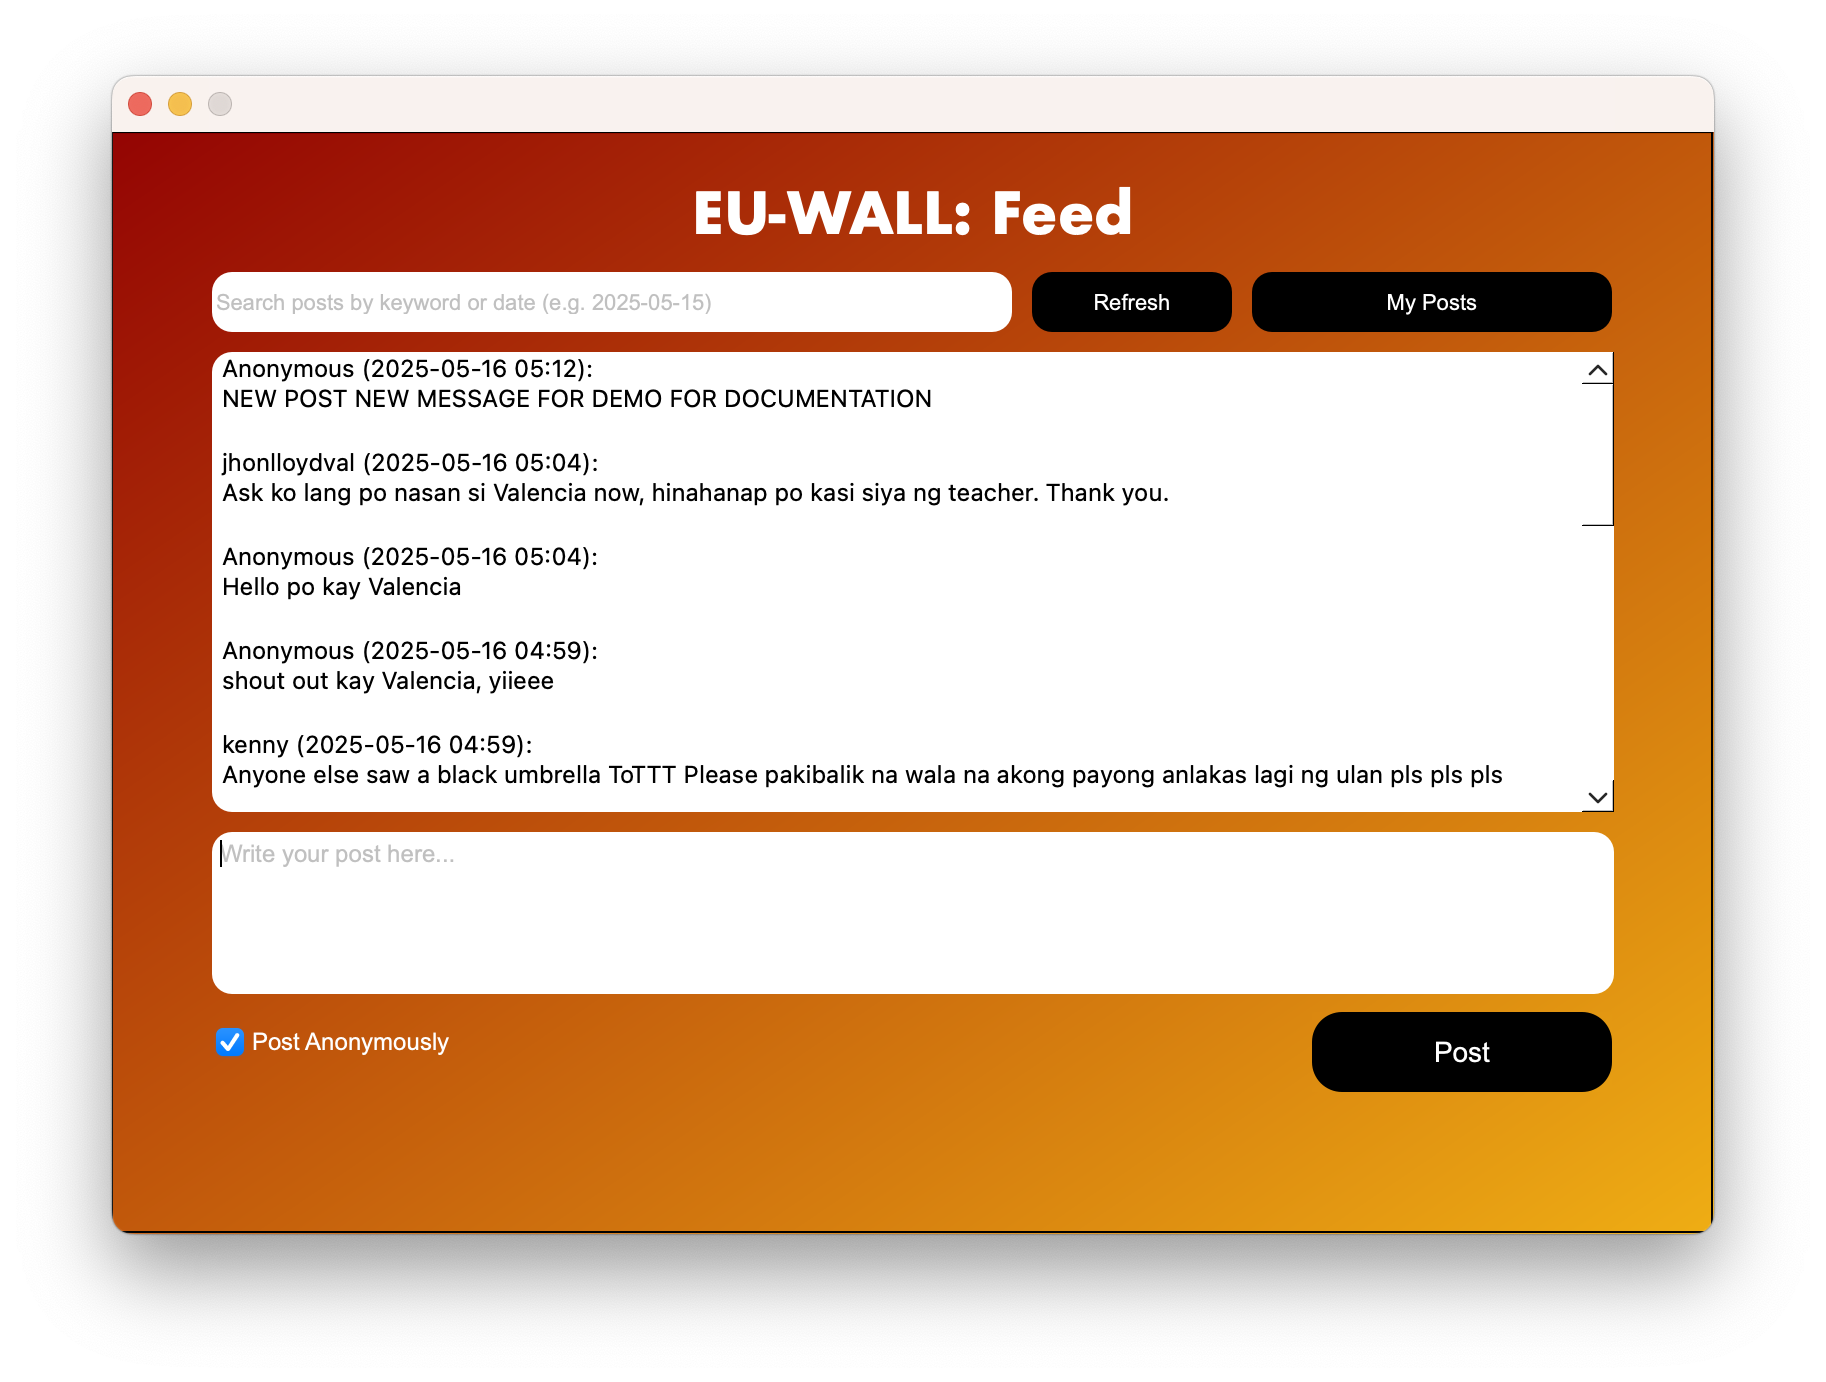 EU-WALL: Feed
Search posts by keyword or date (e.g. 2025-05-15)
Refresh
My Posts
Anonymous (2025-05-16 05:12):
NEW POST NEW MESSAGE FOR DEMO FOR DOCUMENTATION
jhonlloydval (2025-05-16 05:04):
Ask ko lang po nasan si Valencia now, hinahanap po kasi siya ng teacher. Thank you.
Anonymous (2025-05-16 05:04):
Hello po kay Valencia
Anonymous (2025-05-16 04:59):
shout out kay Valencia, yiieee
kenny (2025-05-16 04:59):
Anyone else saw a black umbrella ToTTT Please pakibalik na wala na akong payong anlakas lagi ng ulan pls pls pls
Write your post here...
Post Anonymously
Post